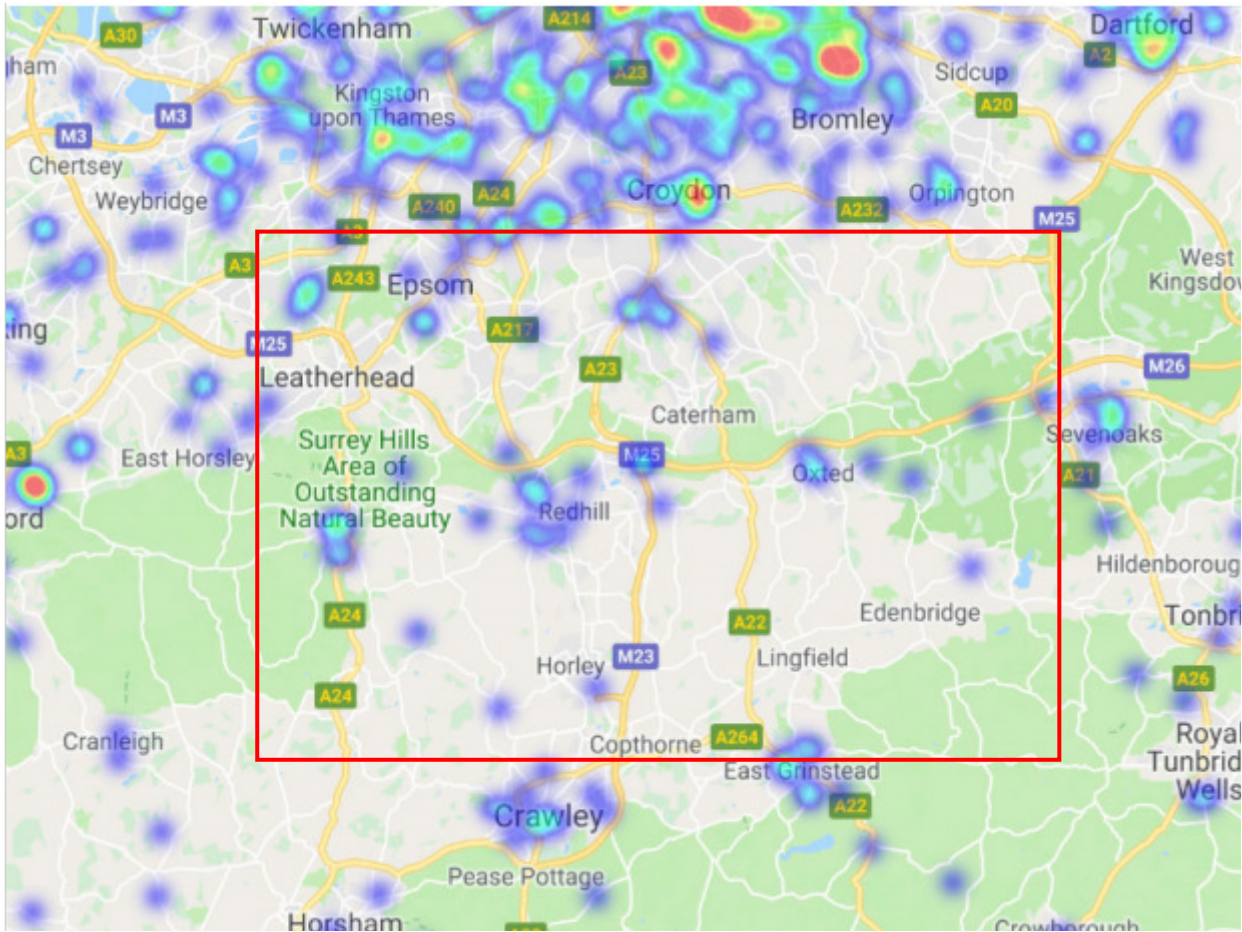 A214
Dartford
A30
Twickenham
A2
ham
A23
Sidcup
Kingston
upon Thames
A20
M3
M3
Bromley
Chertsey
Weybridge
A24
Croydon
Orpington
A240
A232
M25
A3
A3
West
Kingsdow
A243
Epsom
king
A217
M25
M26
Leatherhead
A23
Caterham
Surrey Hills
Area of
Outstanding
Natural Beauty
Sevenoaks
A3
East Horsley
M25
Oxted
A21
ord
Redhill
Hildenboroug
A24
Edenbridge
Tonbri
A22
Horley
M23
Lingfield
A26
A24
Cranleigh
Copthorne
A264
Royal
Tunbrid
Wells
East Grinstead
Crawley
A22
Pease Pottage
Horsham
Crowborough